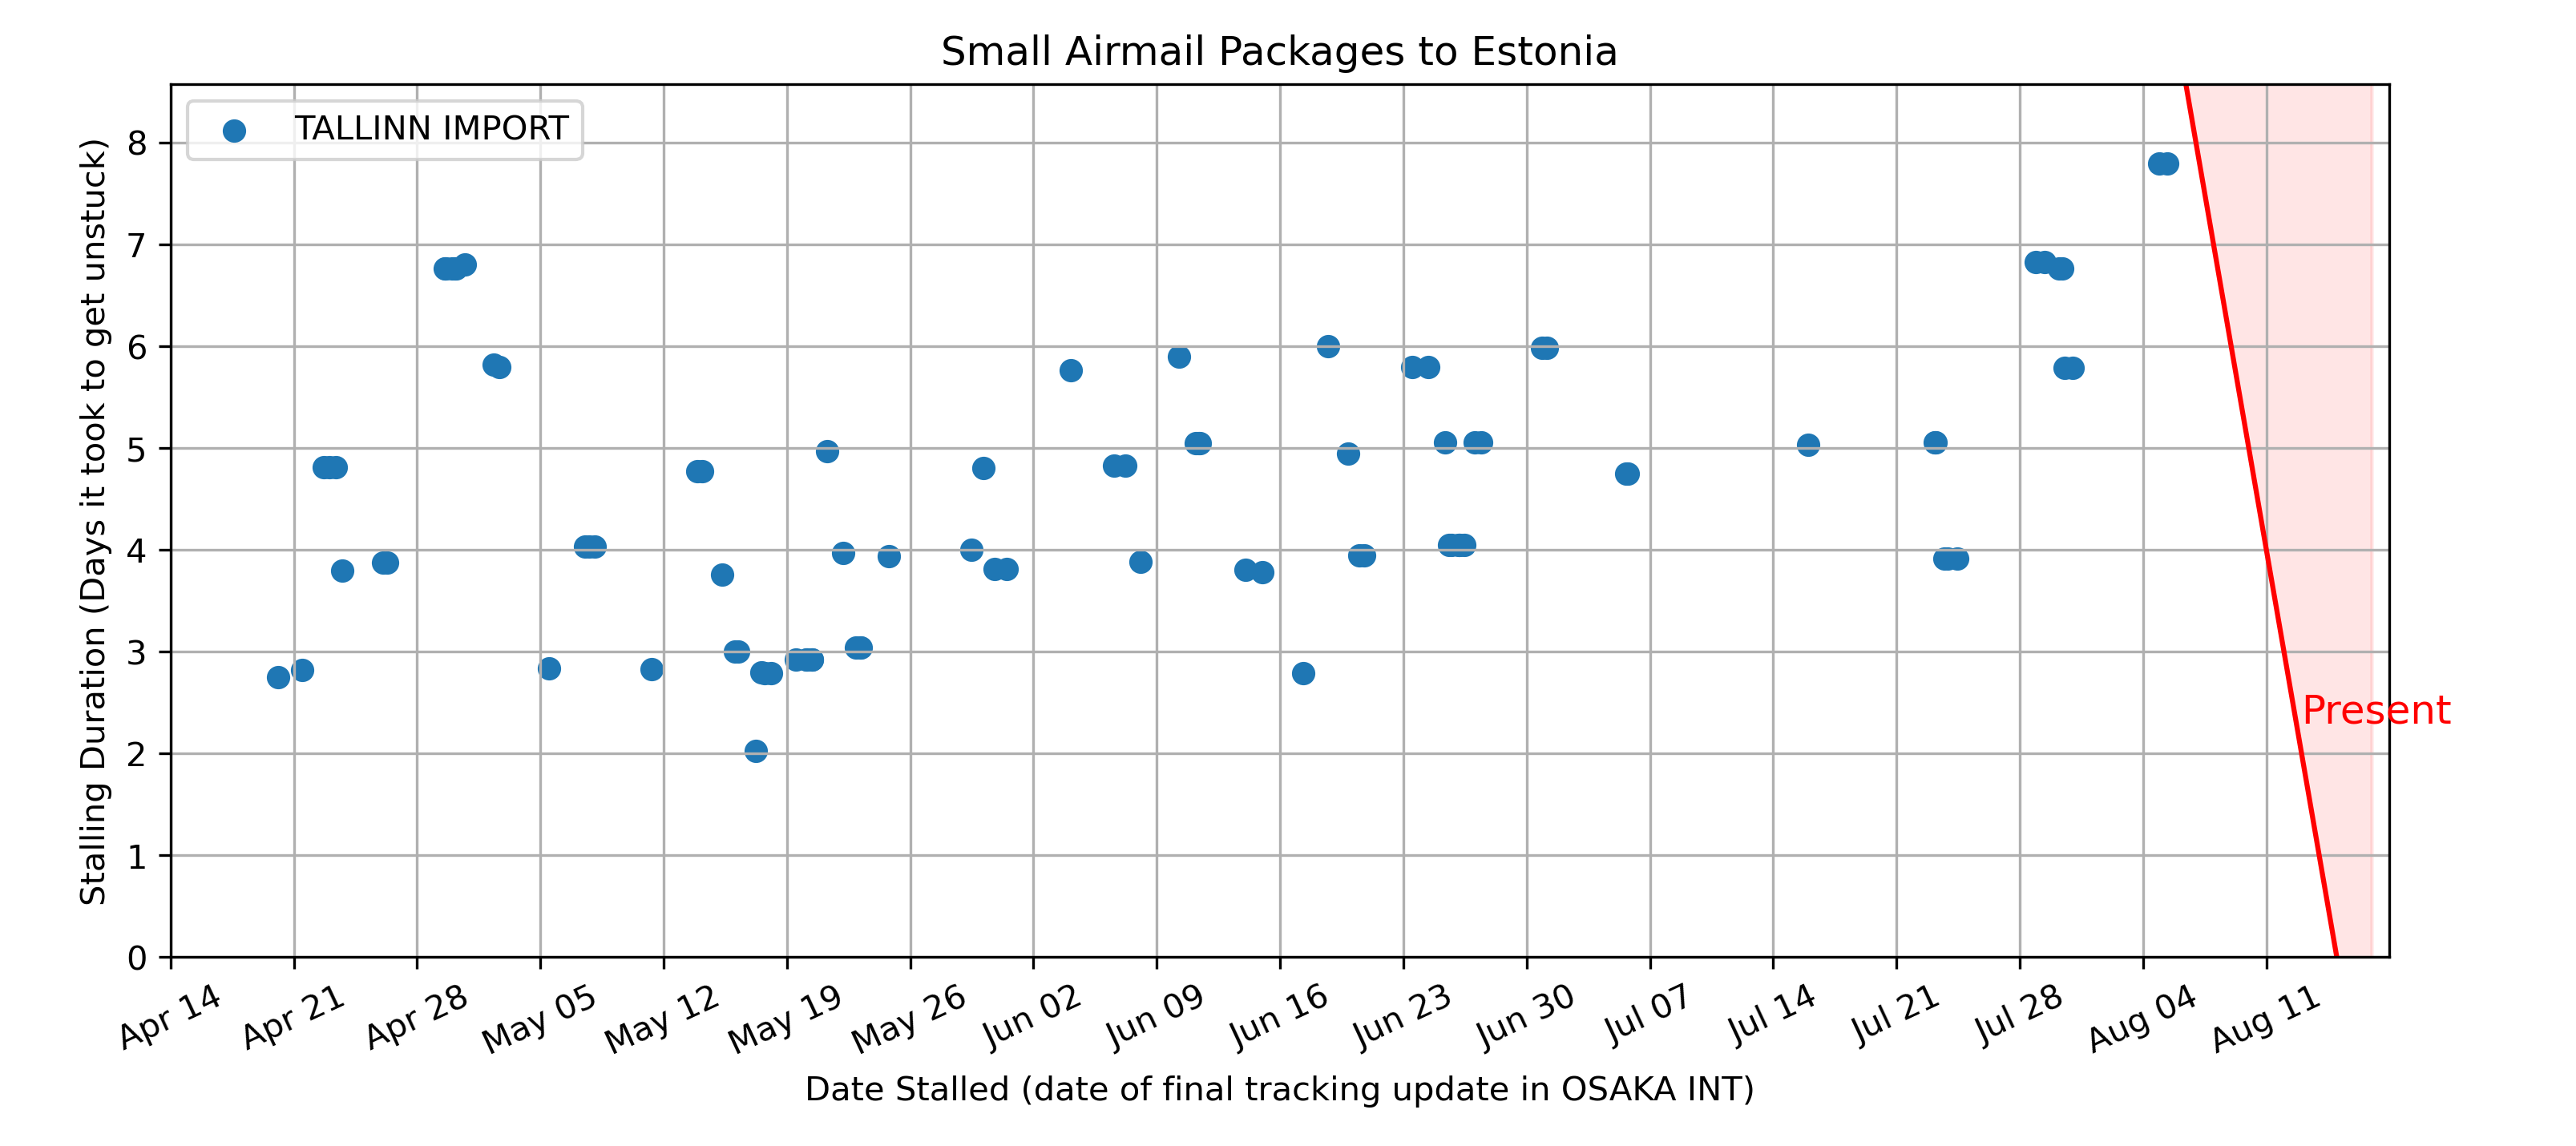 Small Airmail Packages to Estonia
TALLINN IMPORT
Stalling Duration (Days it took to get unstuck)
8
7
6
5
4
3
2
1
0
Present
Apr 14
Apr 21
Apr 28
May 05
May 12
May 19
May 26
Jun 02
Jun 09
Jun 16
Jun 23
Jun 30
Jul 07
Jul 14
Jul 21
Jul 28
Aug 04
Aug 11
Date Stalled (date of final tracking update in OSAKA INT)